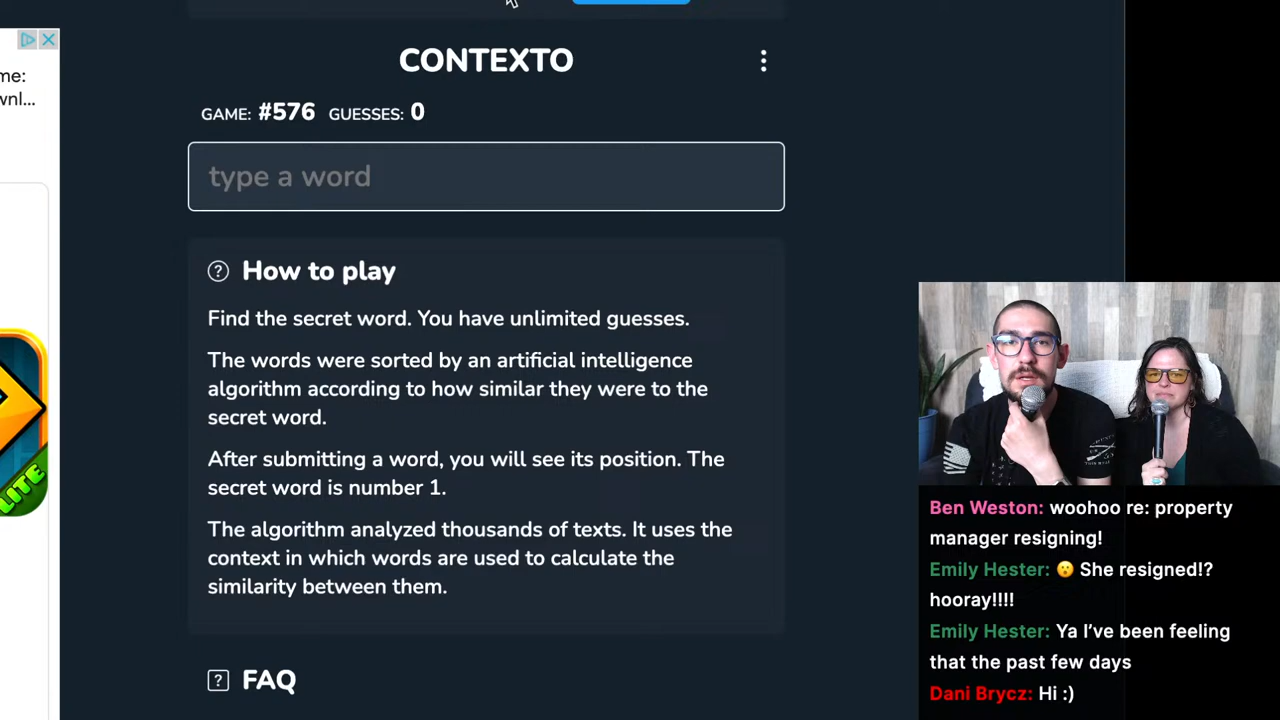 me:
wnl...
CONTEXTO
GAME: #576 GUESSES: 0
type a word
? How to play
Find the secret word. You have unlimited guesses.
The words were sorted by an artificial intelligence
algorithm according to how similar they were to the
secret word.
After submitting a word, you will see its position. The
secret word is number 1.
The algorithm analyzed thousands of texts. It uses the
context in which words are used to calculate the
similarity between them.
? FAQ
LITE
Ben Weston: woohoo re: property
manager resigning!
Emily Hester: 😮 She resigned!?
hooray!!!!
Emily Hester: Ya I’ve been feeling
that the past few days
Dani Brycz: Hi :)